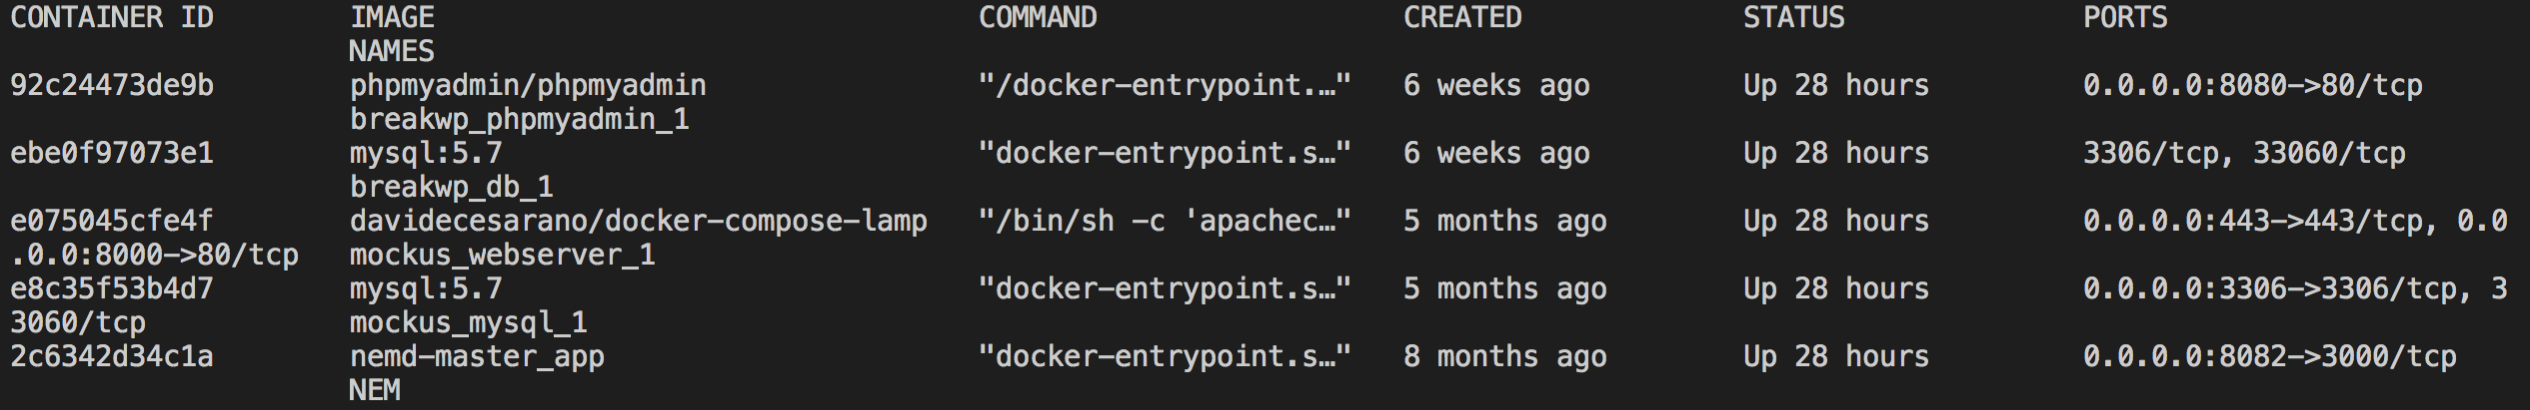 CONTAINER ID        IMAGE                                COMMAND                  CREATED             STATUS              PORTS
                    NAMES
92c24473de9b        phpmyadmin/phpmyadmin                "/docker-entrypoint.…"   6 weeks ago         Up 28 hours         0.0.0.0:8080->80/tcp
                    breakwp_phpmyadmin_1
ebe0f97073e1        mysql:5.7                            "docker-entrypoint.s…"   6 weeks ago         Up 28 hours         3306/tcp, 33060/tcp
                    breakwp_db_1
e075045cfe4f        davidecesarano/docker-compose-lamp   "/bin/sh -c 'apachec…"   5 months ago        Up 28 hours         0.0.0.0:443->443/tcp, 0.0
.0.0:8000->80/tcp   mockus_webserver_1
e8c35f53b4d7        mysql:5.7                            "docker-entrypoint.s…"   5 months ago        Up 28 hours         0.0.0.0:3306->3306/tcp, 3
3060/tcp            mockus_mysql_1
2c6342d34c1a        nemd-master_app                      "docker-entrypoint.s…"   8 months ago        Up 28 hours         0.0.0.0:8082->3000/tcp
                    NEM